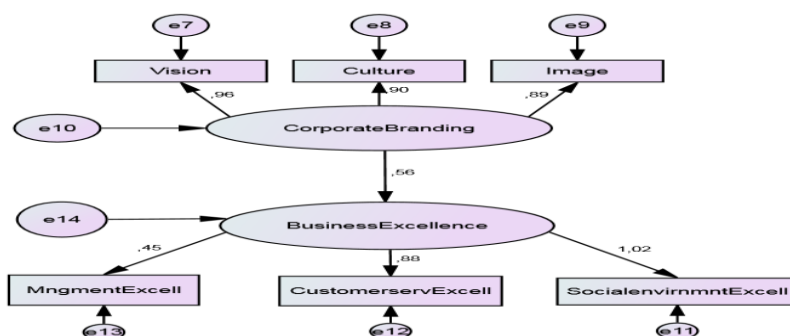 e7 e8 e9
Vision Culture Image
,96 ,90 ,89
e10 CorporateBranding
,56
e14 BusinessExcellence
,45 ,88 1,02
MngmentExcell CustomerservExcell SocialenvirnmntExcell
e13 e12 e11